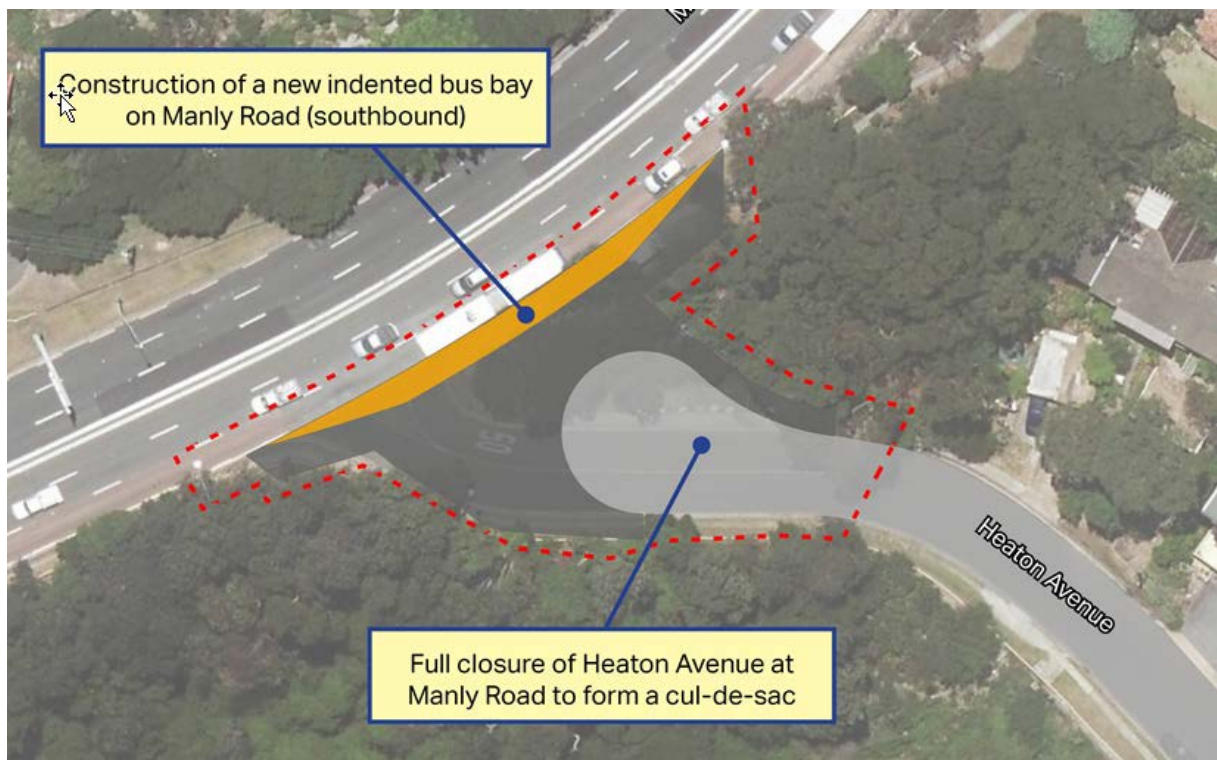 M
Construction of a new indented bus bay
on Manly Road (southbound)
50
Heaton Avenue
Full closure of Heaton Avenue at
Manly Road to form a cul-de-sac